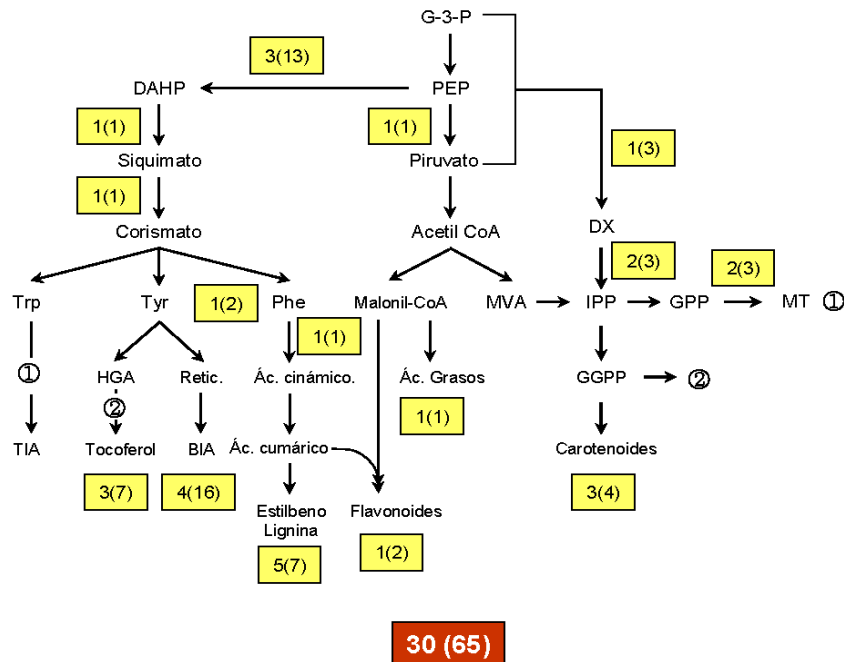 G-3-P
3(13)
DAHP
PEP
1(1)
1(1)
Siquimato
Piruvato
1(3)
1(1)
DX
Corismato
Acetil CoA
2(3)
2(3)
Trp
Tyr
1(2)
Phe
Malonil-CoA
MVA
IPP
GPP
MT ①
1(1)
①
HGA
Retic.
Ác. cinámico.
Ác. Grasos
GGPP
②
②
1(1)
TIA
Tocoferol
BIA
Ác. cumárico
Carotenoides
3(7)
4(16)
3(4)
Estilbeno
Lignina
Flavonoides
5(7)
1(2)
30 (65)